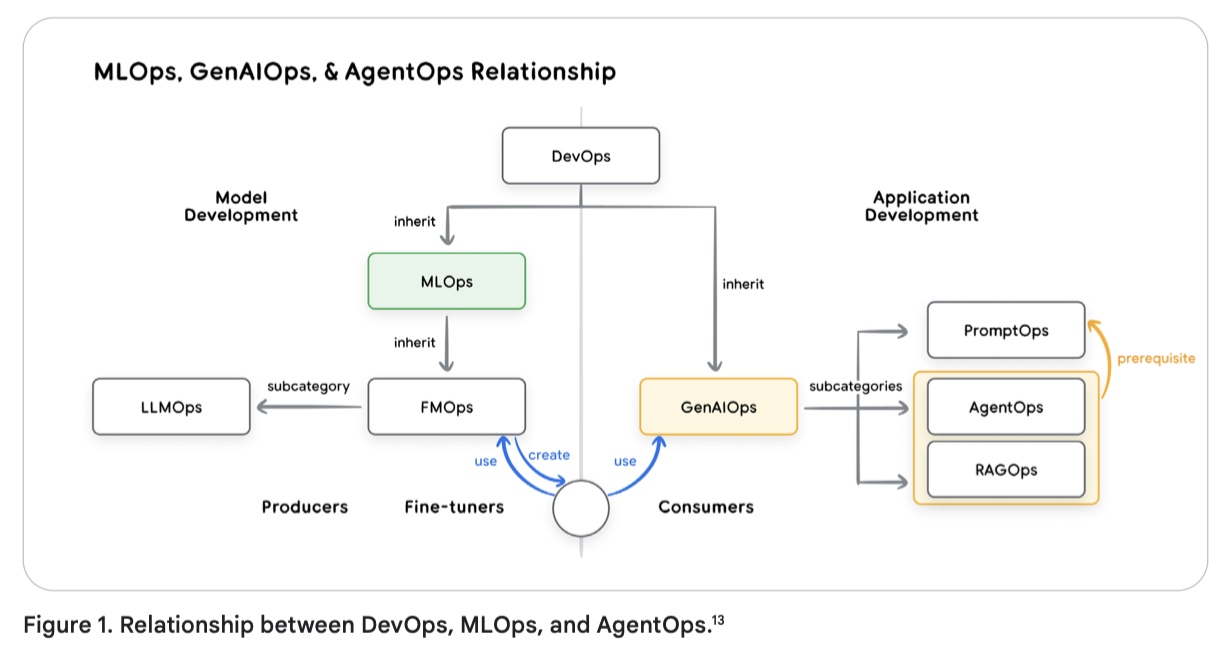 MLOps, GenAIOps, & AgentOps Relationship
DevOps
Model
Development
Application
Development
inherit
MLOps
inherit
inherit
PromptOps
prerequisite
LLMOps
subcategory
FMOps
GenAIOps
subcategories
AgentOps
RAGOps
use
create
use
Producers
Fine-tuners
Consumers
Figure 1. Relationship between DevOps, MLOps, and AgentOps.¹³